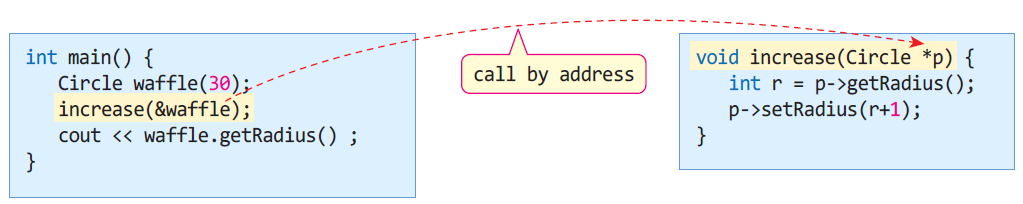 int main() {
Circle waffle(30);
increase(&waffle);
cout << waffle.getRadius() ;
}
call by address
void increase(Circle *p) {
int r = p->getRadius();
p->setRadius(r+1);
}